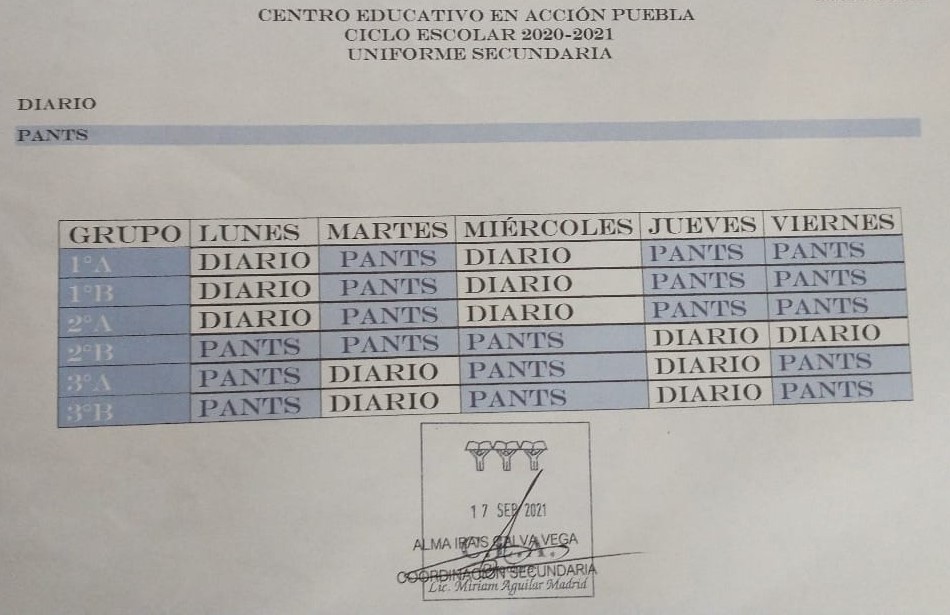 CENTRO EDUCATIVO EN ACCIÓN PUEBLA
CICLO ESCOLAR 2020-2021
UNIFORME SECUNDARIA
DIARIO
PANTS
GRUPO LUNES MARTES MIÉRCOLES JUEVES VIERNES
1°A DIARIO PANTS DIARIO PANTS PANTS
1°B DIARIO PANTS DIARIO PANTS PANTS
2°A DIARIO PANTS DIARIO PANTS PANTS
2°B PANTS PANTS PANTS DIARIO DIARIO
3°A PANTS DIARIO PANTS DIARIO PANTS
3°B PANTS DIARIO PANTS DIARIO PANTS
17 SEP 2021
ALMA IRAIS GALVA VEGA
COORDINACIÓN SECUNDARIA
Lic. Miriam Aguilar Madrid